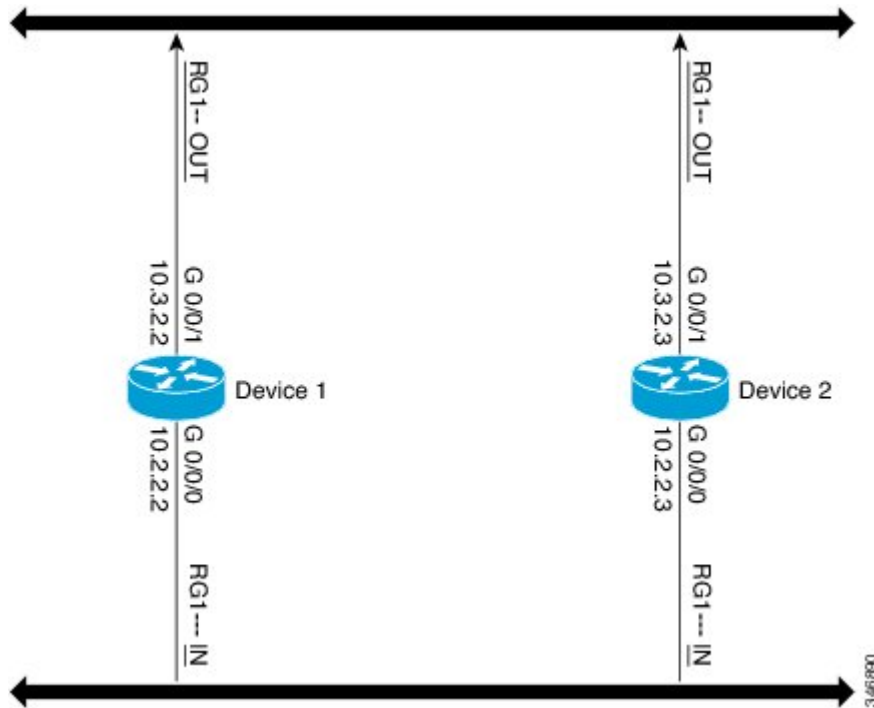 RG1-- OUT
RG1-- OUT
G 0/0/1
10.3.2.2
G 0/0/1
10.3.2.3
Device 1
Device 2
G 0/0/0
10.2.2.2
G 0/0/0
10.2.2.3
RG1--- IN
RG1--- IN